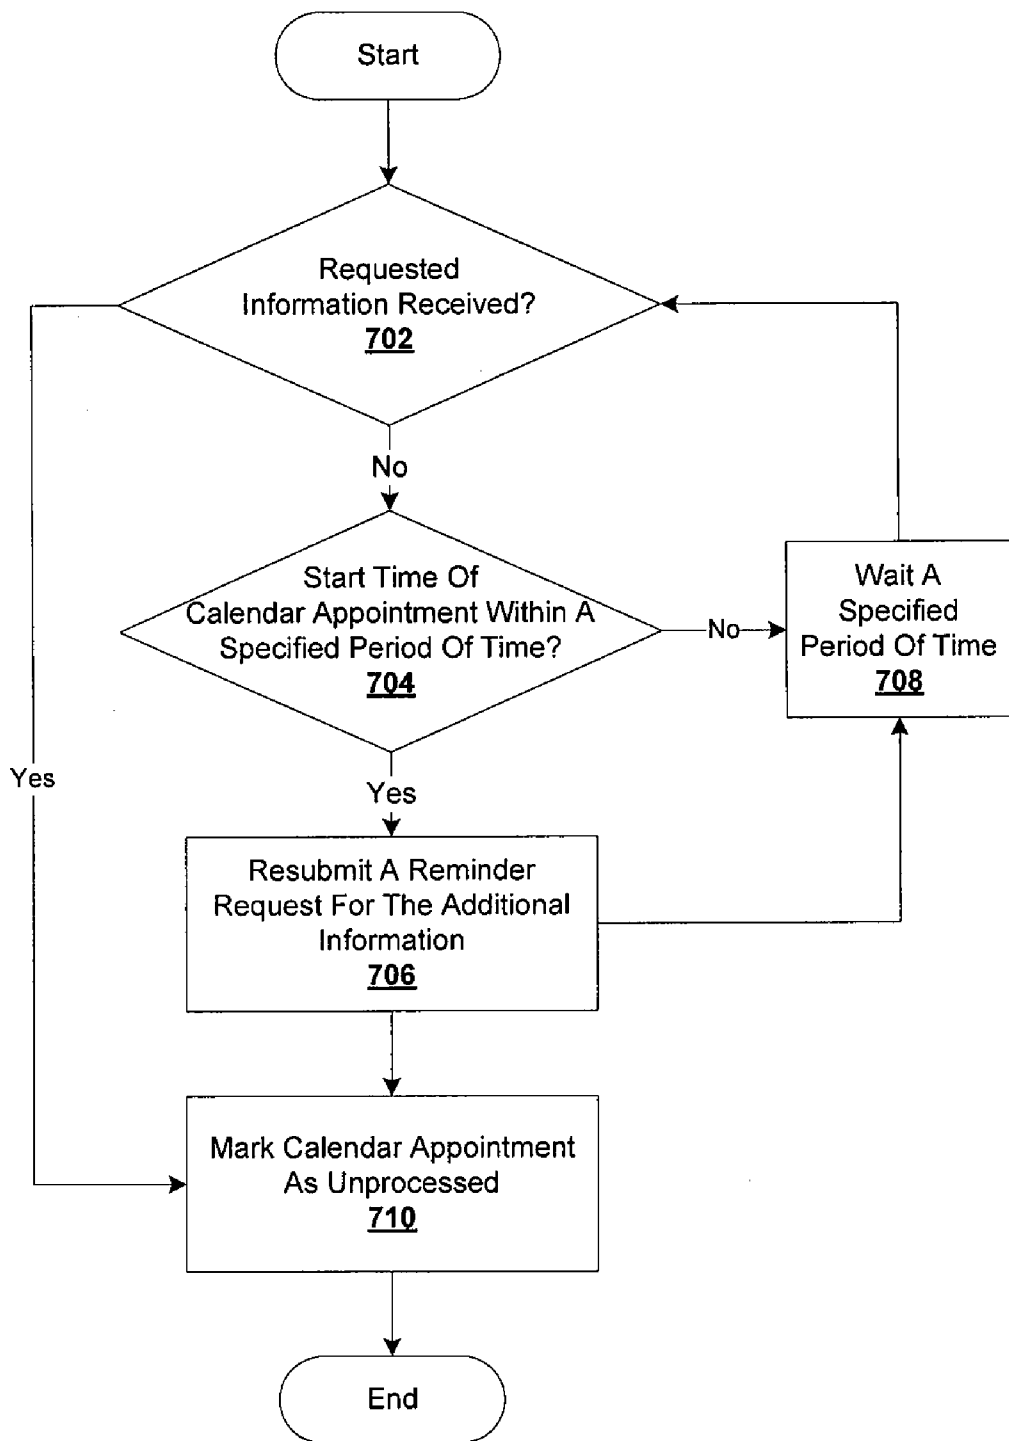 Start
Requested
Information Received?
702
No
Start Time Of
Calendar Appointment Within A
Specified Period Of Time?
704
No
Wait A
Specified
Period Of Time
708
Yes
Yes
Resubmit A Reminder
Request For The Additional
Information
706
Mark Calendar Appointment
As Unprocessed
710
End